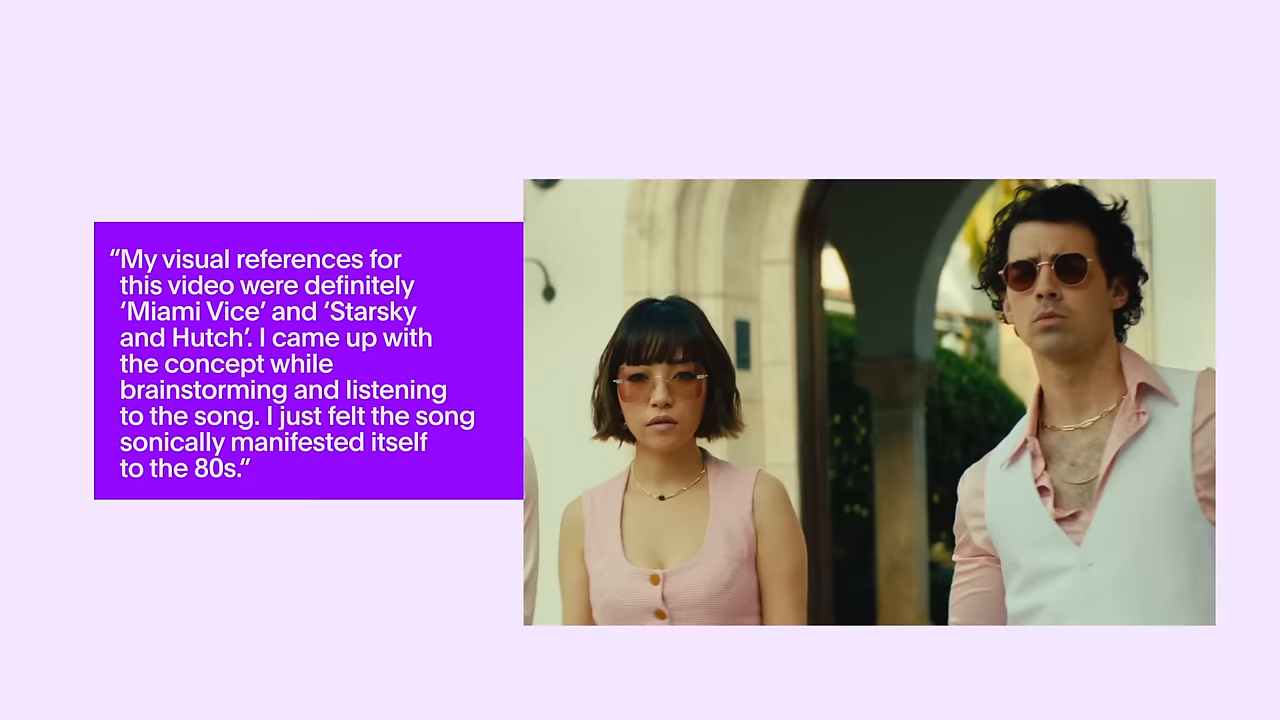 “My visual references for
this video were definitely
‘Miami Vice’ and ‘Starsky
and Hutch’. I came up with
the concept while
brainstorming and listening
to the song. I just felt the song
sonically manifested itself
to the 80s.”